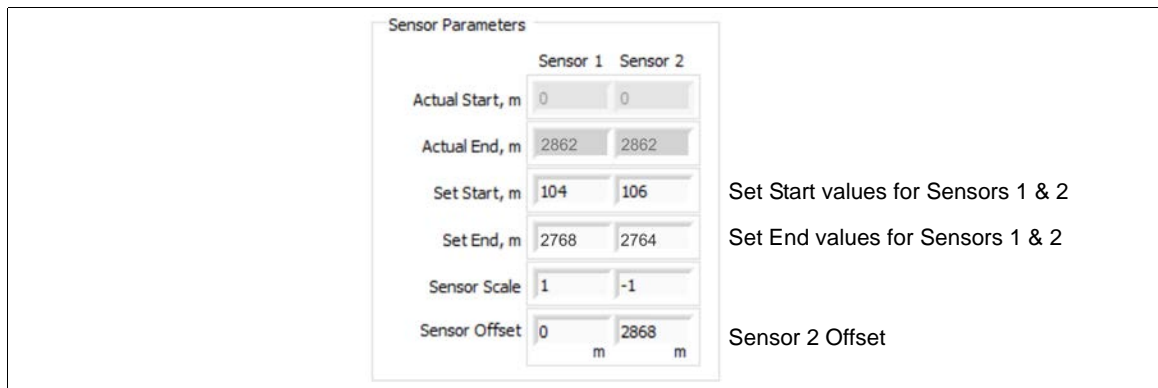 Sensor Parameters
Sensor 1 Sensor 2
Actual Start, m 0 0
Actual End, m 2862 2862
Set Start, m 104 106 Set Start values for Sensors 1 & 2
Set End, m 2768 2764 Set End values for Sensors 1 & 2
Sensor Scale 1 -1
Sensor Offset 0 2868 Sensor 2 Offset
m m